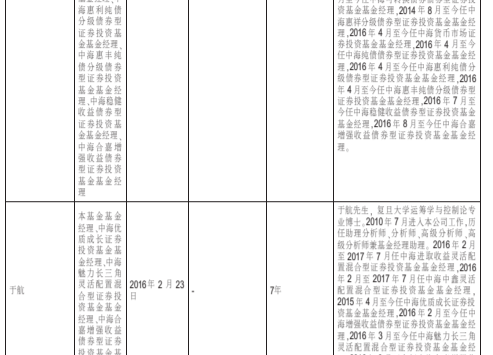 海惠利纯债
分级债券型
证券投资基
金基金经理、
中海惠丰纯
债分级债券
型证券投资
基金基金经
理、中海稳健
收益债券型
证券投资基
金基金经理、
中海合嘉增
强收益债券
型证券投资
基金基金经
理
资基金基金经理,2014年8月至今任中
海惠祥分级债券型证券投资基金基金经
理,2016年4月至今任中海货币市场证
券投资基金基金经理,2016年4月至今
任中海纯债债券型证券投资基金基金经
理,2016年4月至今任中海惠利纯债分
级债券型证券投资基金基金经理,2016
年4月至今任中海惠丰纯债分级债券型
证券投资基金基金经理,2016年7月至
今任中海稳健收益债券型证券投资基金
基金经理,2016年8月至今任中海合嘉
增强收益债券型证券投资基金基金经
理。
于航
本基金基金
经理、中海优
质成长证券
投资基金基
金经理、中海
魅力长三角
灵活配置混
合型证券投
资基金基金
经理、中海合
嘉增强收益
债券型证券
投资基金基
2016年2月23
日
-
7年
于航先生，复旦大学运筹学与控制论专
业博士。2010年7月进入本公司工作,历
任助理分析师、分析师、高级分析师、高
级分析师兼基金经理助理。2016年2月
至2017年7月任中海进取收益灵活配
置混合型证券投资基金基金经理,2016
年2月至2017年7月任中海中鑫灵活
配置混合型证券投资基金基金经理,
2015年4月至今任中海优质成长证券投
资基金基金经理,2016年2月至今任中
海增强收益债券型证券投资基金基金经
理,2016年3月至今任中海魅力长三角
灵活配置混合型证券投资基金基金经